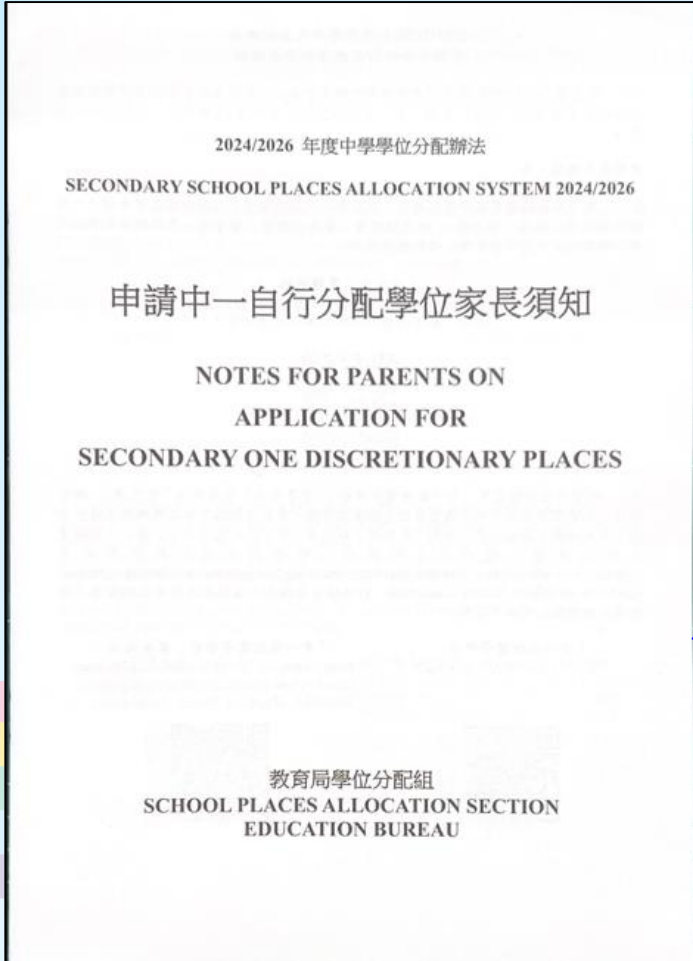 2024/2026 年度中學學位分配辦法
SECONDARY SCHOOL PLACES ALLOCATION SYSTEM 2024/2026
申請中一自行分配學位家長須知
NOTES FOR PARENTS ON
APPLICATION FOR
SECONDARY ONE DISCRETIONARY PLACES
教育局學位分配組
SCHOOL PLACES ALLOCATION SECTION
EDUCATION BUREAU